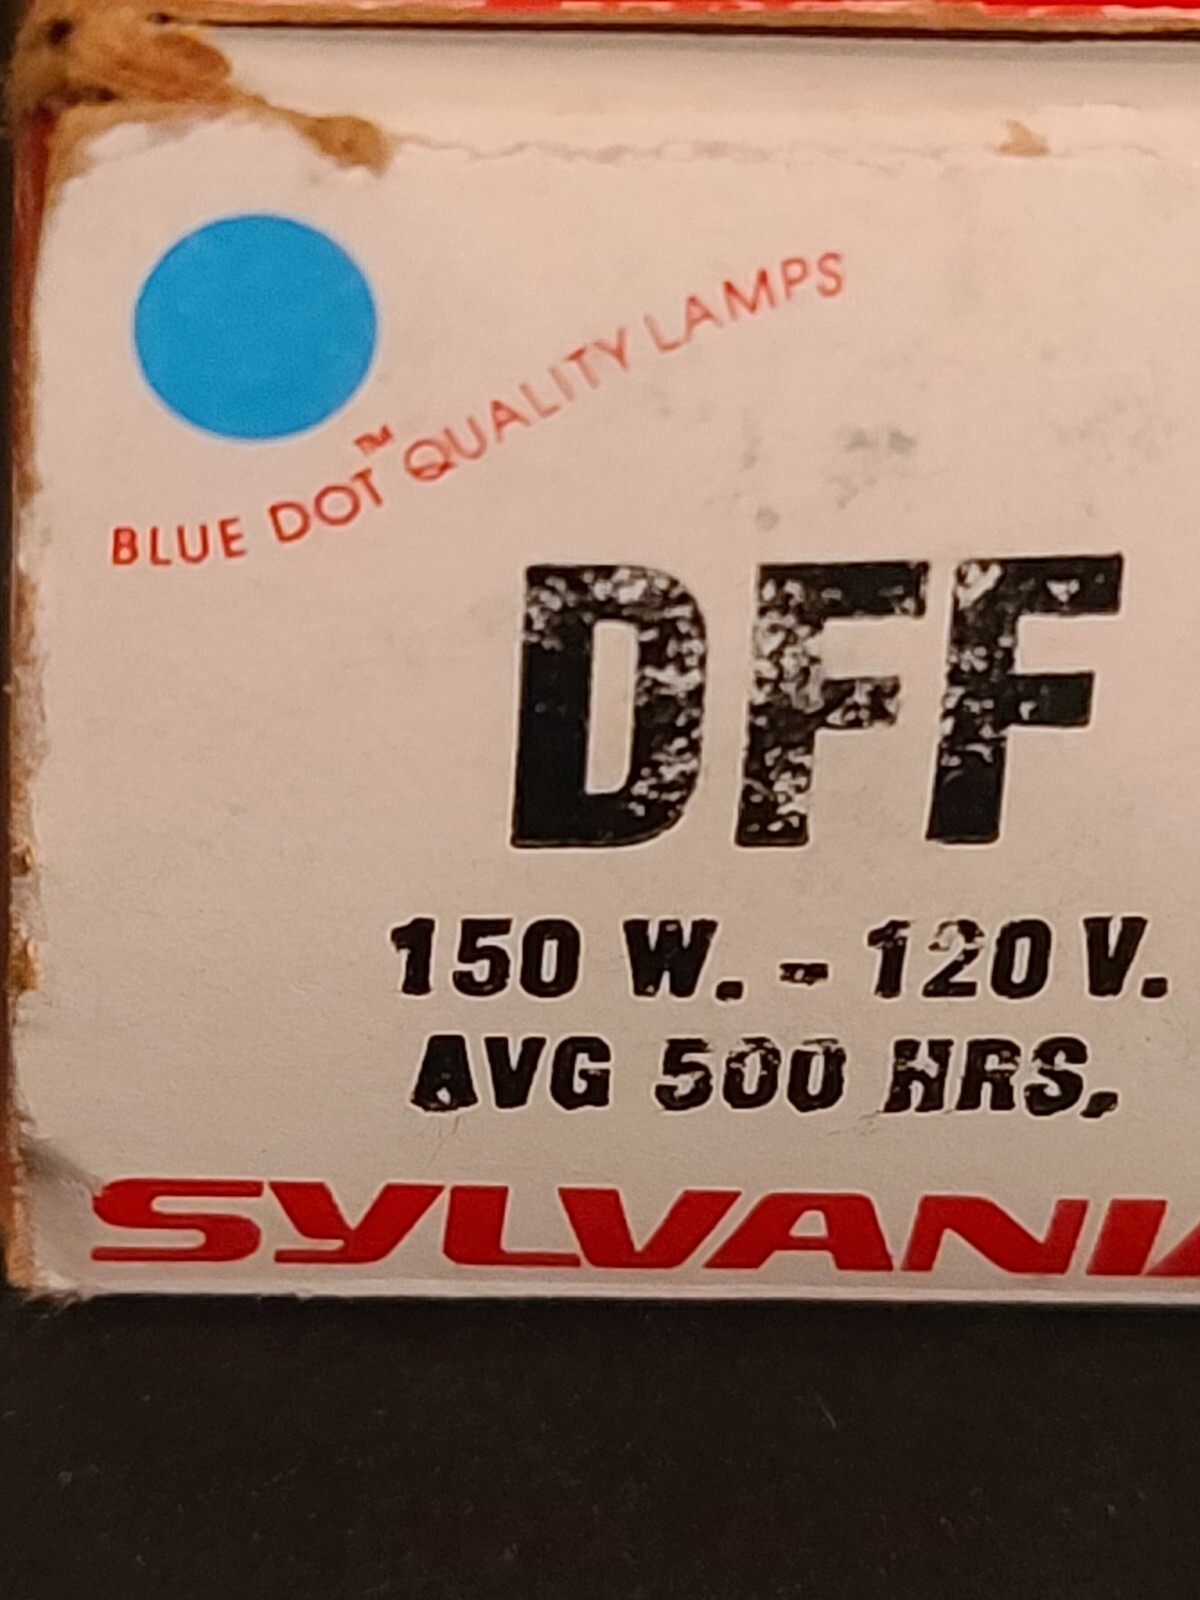 BLUE DOT™ QUALITY LAMPS
DFF
150 W. - 120 V.
AVG 500 HRS.
SYLVANI